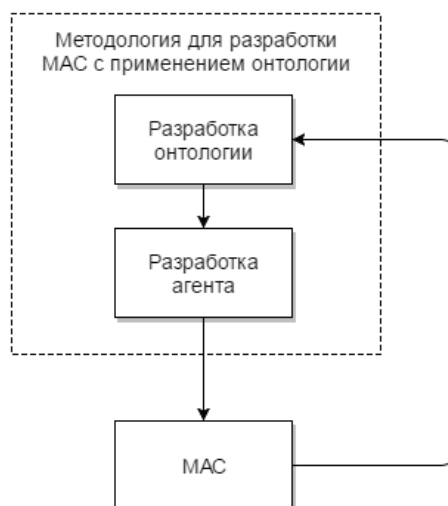 Методология для разработки
МАС с применением онтологии
Разработка
онтологии
Разработка
агента
МАС